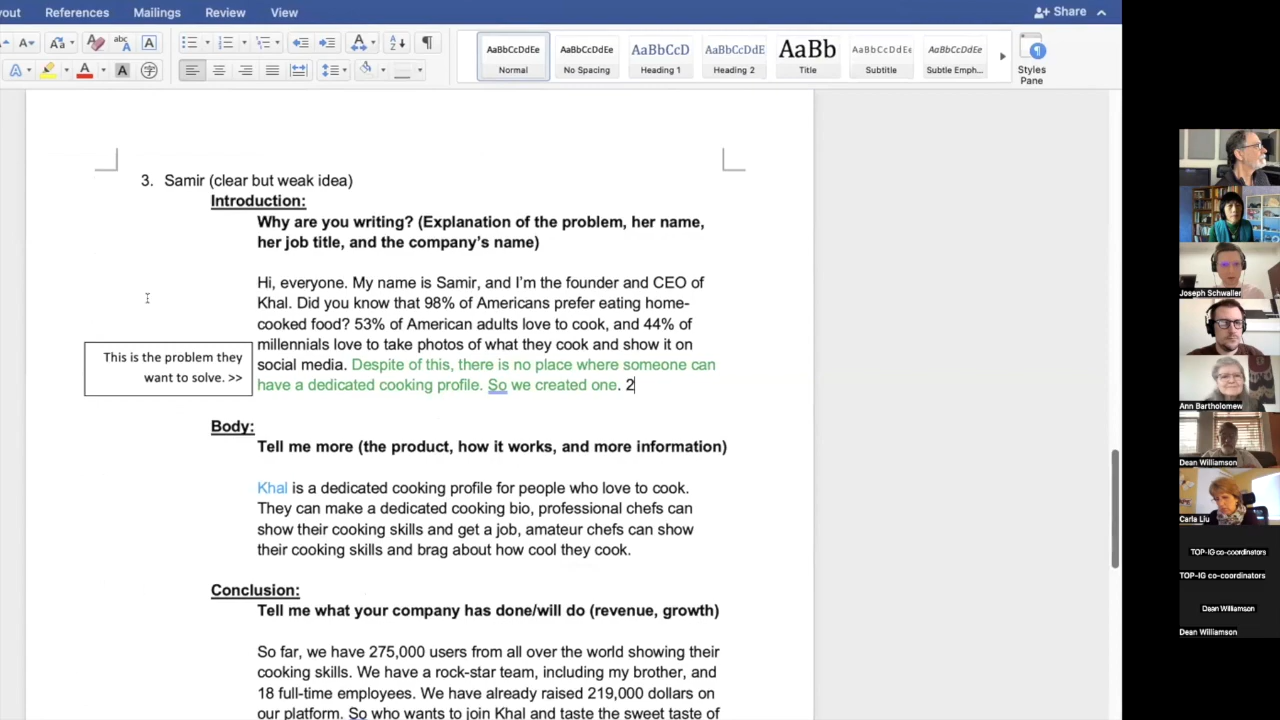 yout References Mailings Review View
Share
AaBbCcDdEe AaBbCcDdEe AaBbCcD AaBbCcDdE AaBb AaBbCcDdEe AaBbCcDdEe
Normal No Spacing Heading 1 Heading 2 Title Subtitle Subtle Emph... Styles
Pane
3. Samir (clear but weak idea)
Introduction:
Why are you writing? (Explanation of the problem, her name,
her job title, and the company's name)
Hi, everyone. My name is Samir, and I'm the founder and CEO of
Khal. Did you know that 98% of Americans prefer eating home-
cooked food? 53% of American adults love to cook, and 44% of
millennials love to take photos of what they cook and show it on
social media. Despite of this, there is no place where someone can
have a dedicated cooking profile. So we created one. 2
This is the problem they
want to solve. >>
Body:
Tell me more (the product, how it works, and more information)
Khal is a dedicated cooking profile for people who love to cook.
They can make a dedicated cooking bio, professional chefs can
show their cooking skills and get a job, amateur chefs can show
their cooking skills and brag about how cool they cook.
Conclusion:
Tell me what your company has done/will do (revenue, growth)
So far, we have 275,000 users from all over the world showing their
cooking skills. We have a rock-star team, including my brother, and
18 full-time employees. We have already raised 219,000 dollars on
our platform. So who wants to join Khal and taste the sweet taste of
Joseph Schwaller
Ann Bartholomew
Dean Williamson
Carla Liu
TOP-IG co-coordinators
TOP-IG co-coordinators
Dean Williamson
Dean Williamson